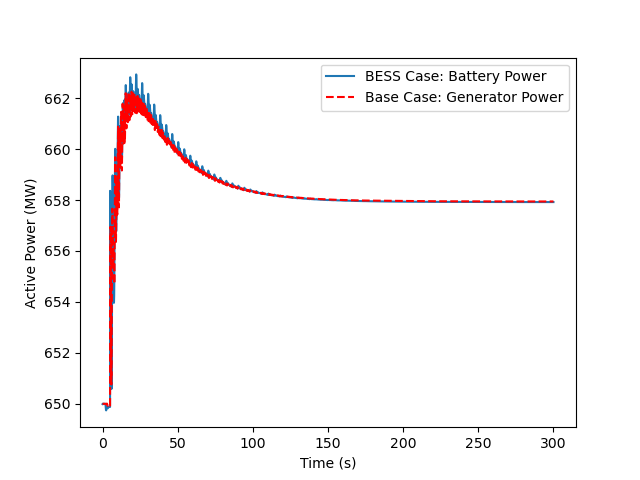 BESS Case: Battery Power
Base Case: Generator Power
662
660
658
656
654
652
650
Active Power (MW)
0 50 100 150 200 250 300
Time (s)